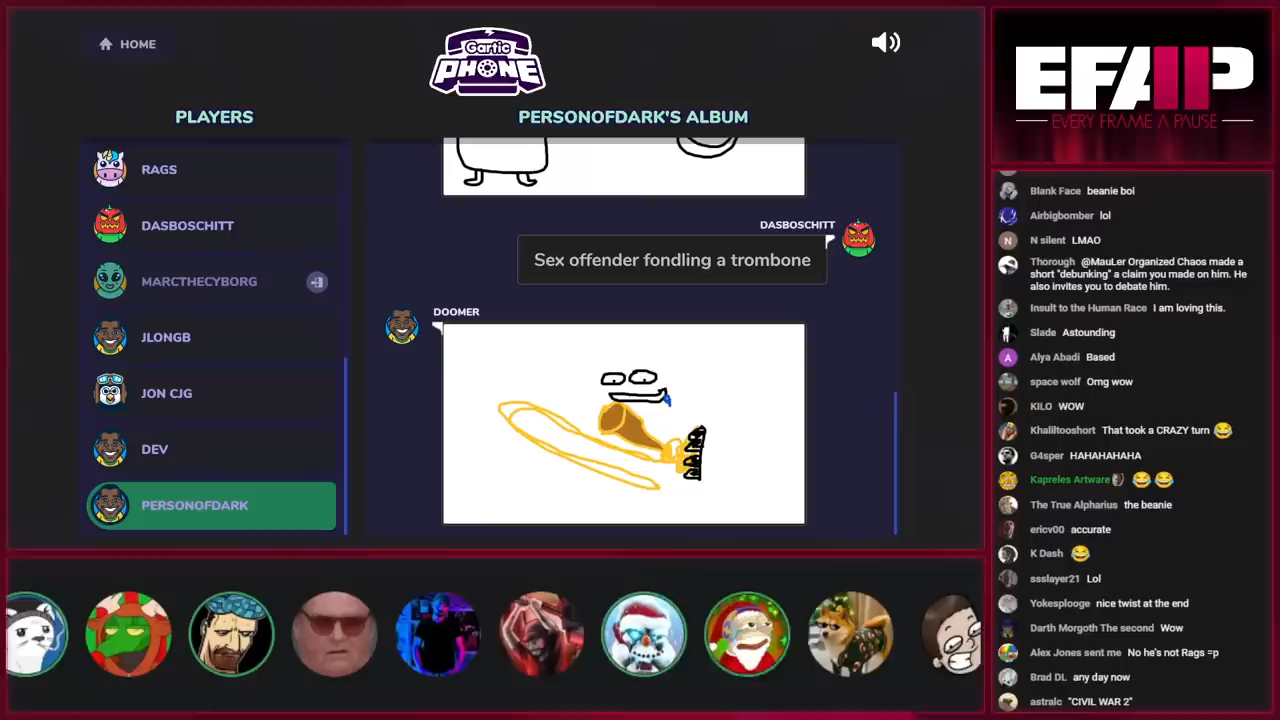 HOME
Gartic
PHONE
PLAYERS
PERSONOFDARK'S ALBUM
RAGS
DASBOSCHITT
MARCTHECYBORG
JLONGB
JON CJG
DEV
PERSONOFDARK
DASBOSCHITT
Sex offender fondling a trombone
DOOMER
EFAP
EVERY FRAME A PAUSE
Blank Face beanie boi
Airbigbomber lol
N
N silent LMAO
Thorough @MauLer Organized Chaos made a
short "debunking" a claim you made on him. He
also invites you to debate him.
Insult to the Human Race I am loving this.
Slade Astounding
A
Alya Abadi Based
space wolf Omg wow
KILO WOW
Khaliltooshort That took a CRAZY turn 😂
G4sper HAHAHAHAHA
Kapreles Artware 😂 😂
The True Alpharius the beanie
ericv00 accurate
K Dash 😂
ssslayer21 Lol
Yokesplooge nice twist at the end
Darth Morgoth The second Wow
Alex Jones sent me No he's not Rags =p
Brad DL any day now
astralc "CIVIL WAR 2"